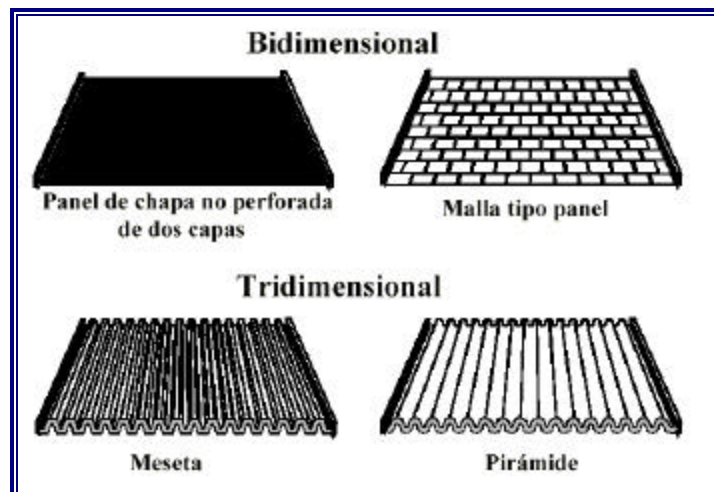 Bidimensional
Panel de chapa no perforada
de dos capas
Malla tipo panel
Tridimensional
Meseta
Pirámide